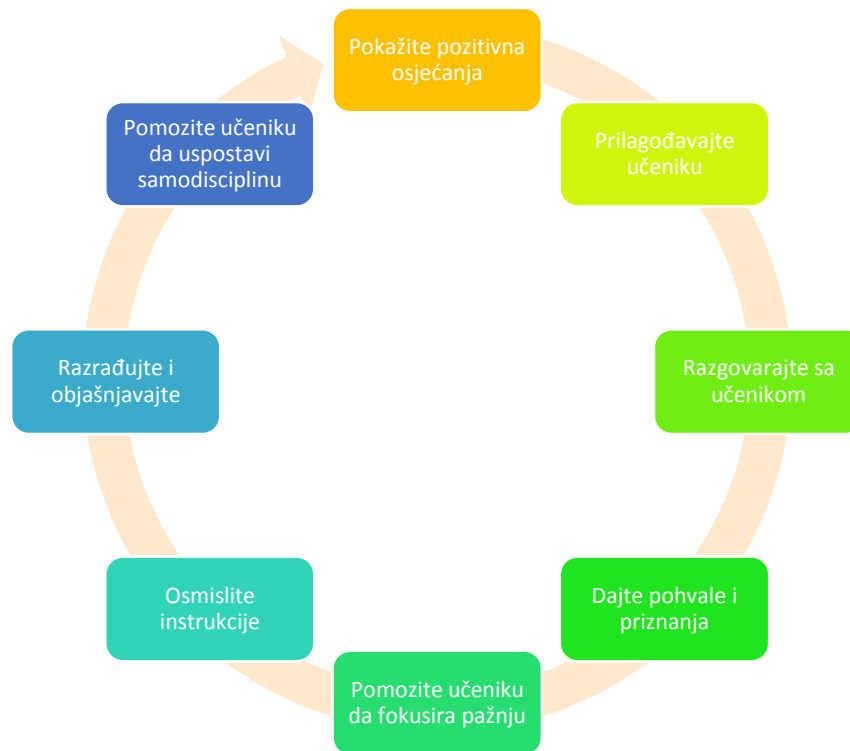 Pokažite pozitivna
osjećanja
Prilagođavajte
učeniku
Razgovarajte sa
učenikom
Dajte pohvale i
priznanja
Pomozite učeniku
da fokusira pažnju
Osmislite
instrukcije
Razrađujte i
objašnjavajte
Pomozite učeniku
da uspostavi
samodisciplinu